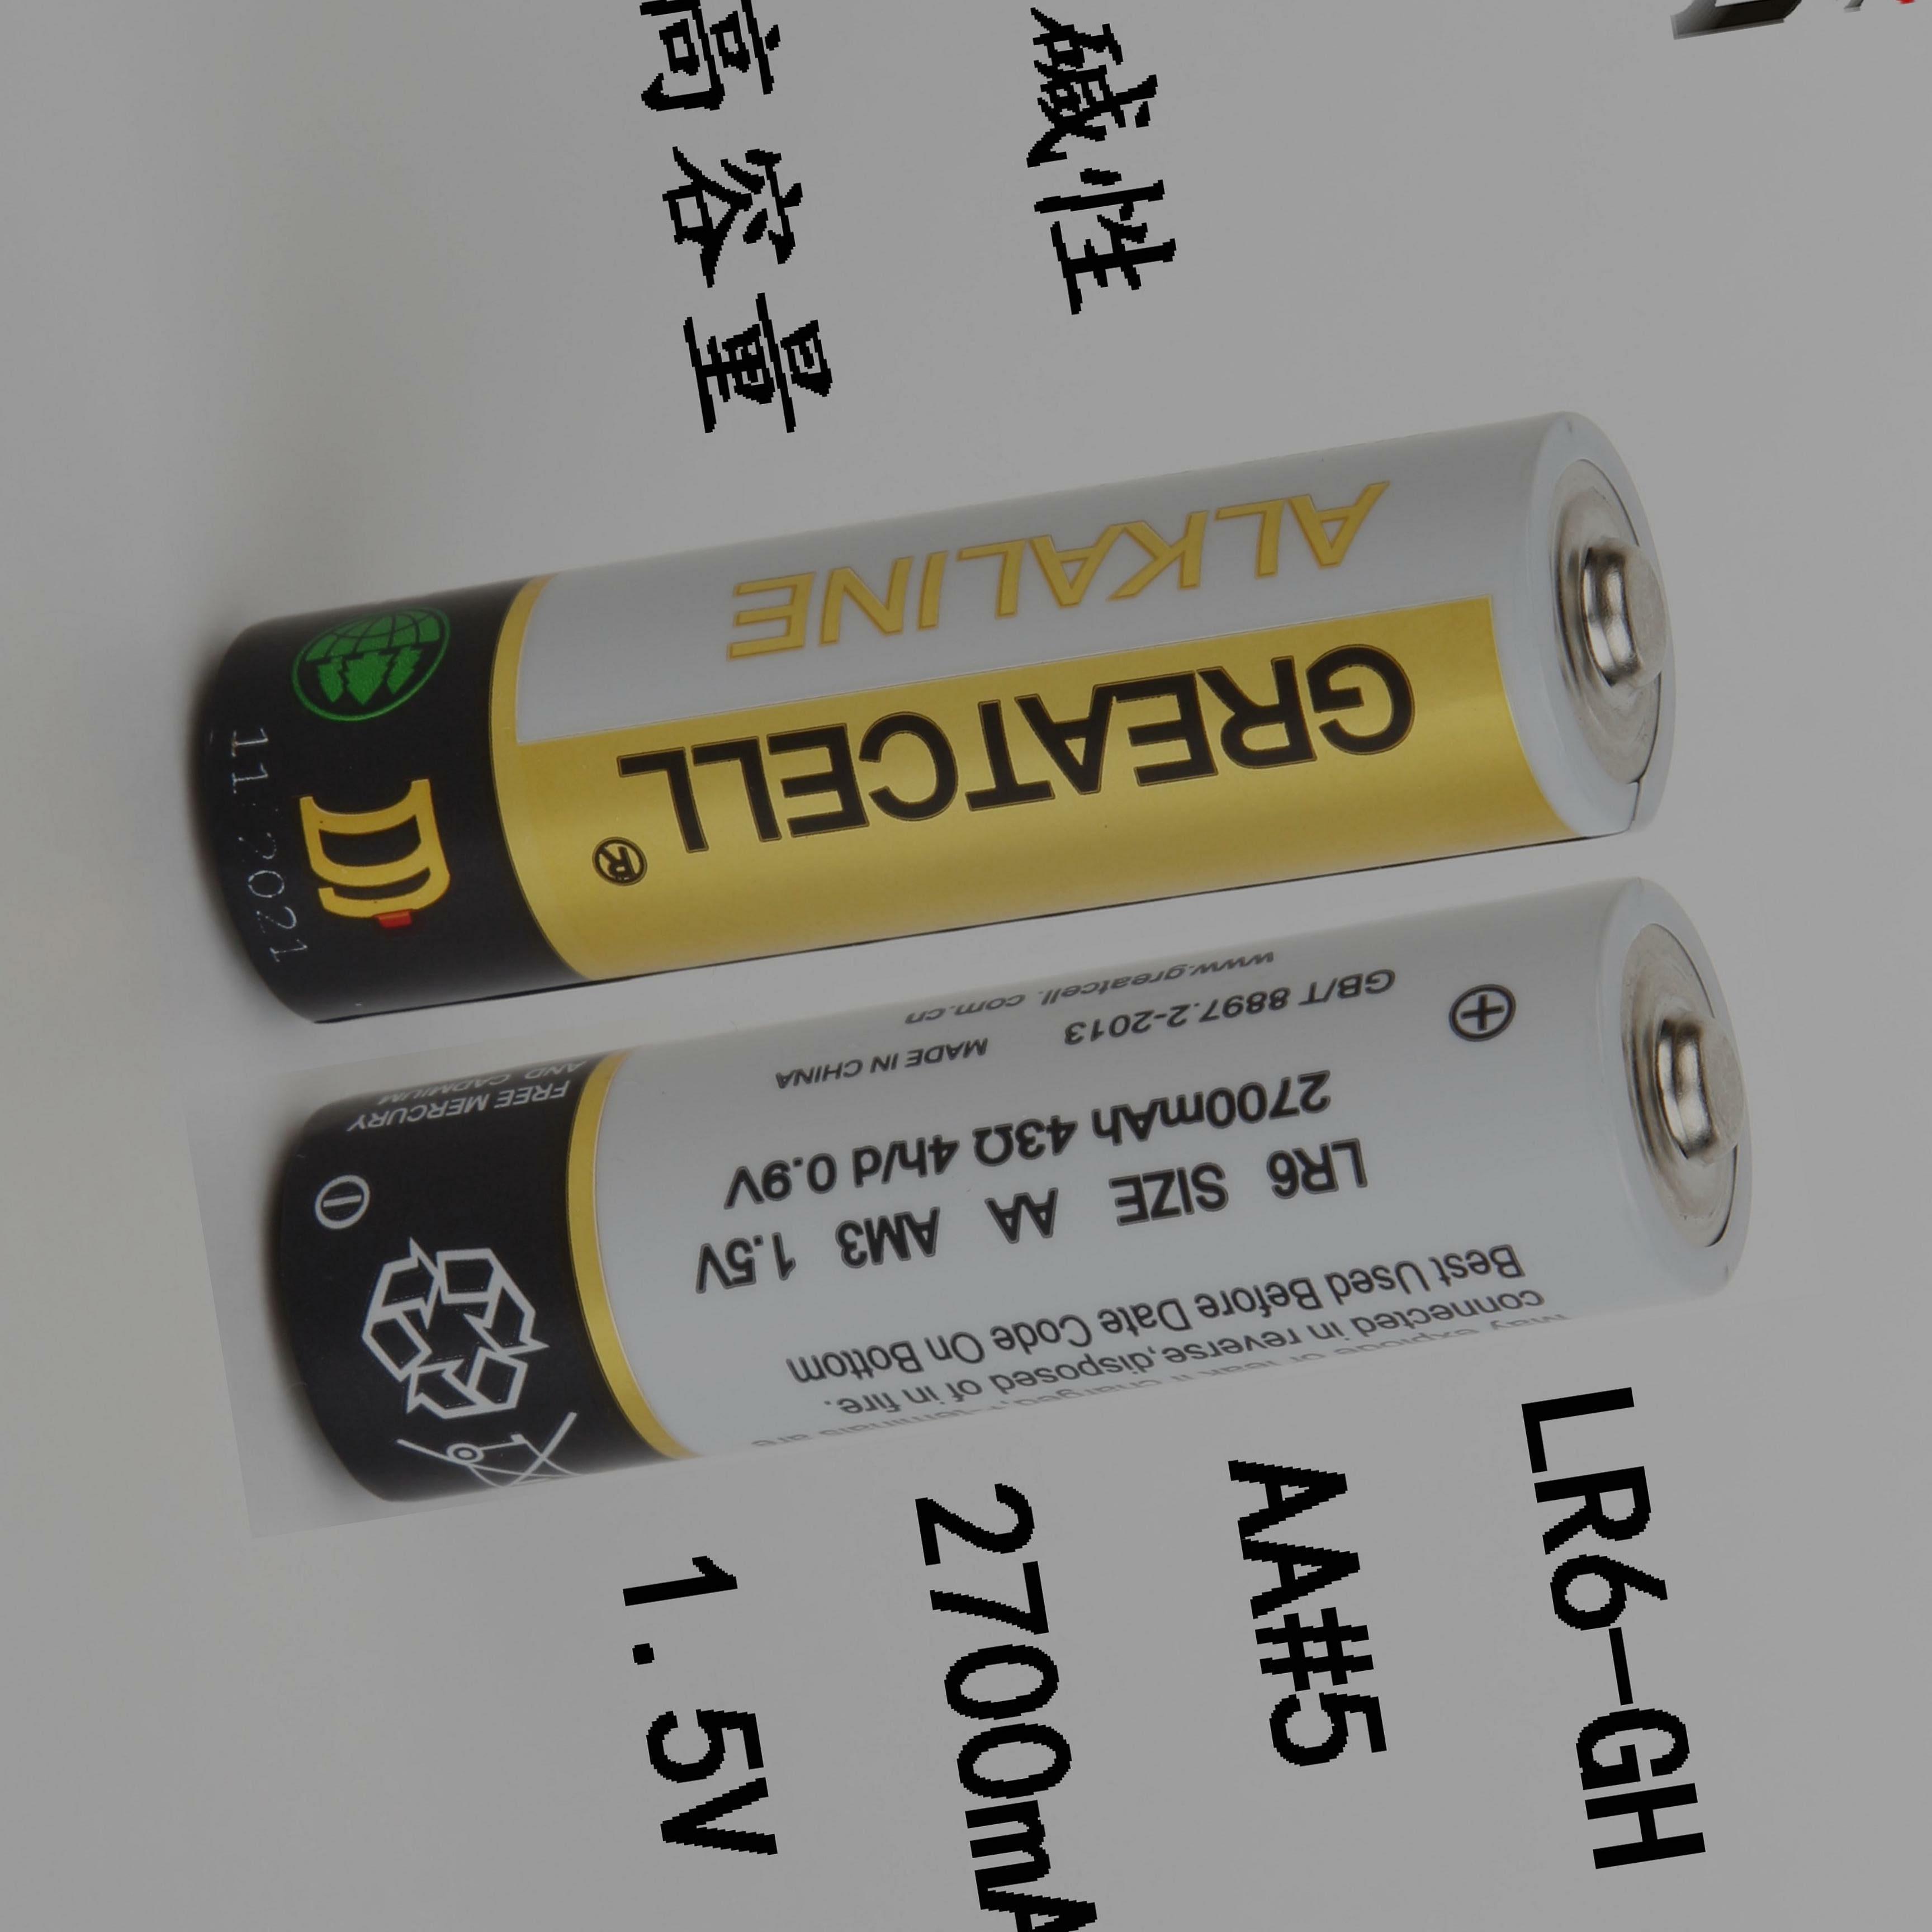 碱性
高容量
ALKALINE
GREATCELL®
11 2021
www.greatcell. com.cn
GB/T 8897.2-2013 MADE IN CHINA
2700mAh 43Ω 4h/d 0.9V
LR6 SIZE AA AM3 1.5V
Best Used Before Date Code On Bottom
connected in reverse,disposed of in fire.
AND CADMIUM
FREE MERCURY
LR6-GH
AA#5
2700mA
1.5V